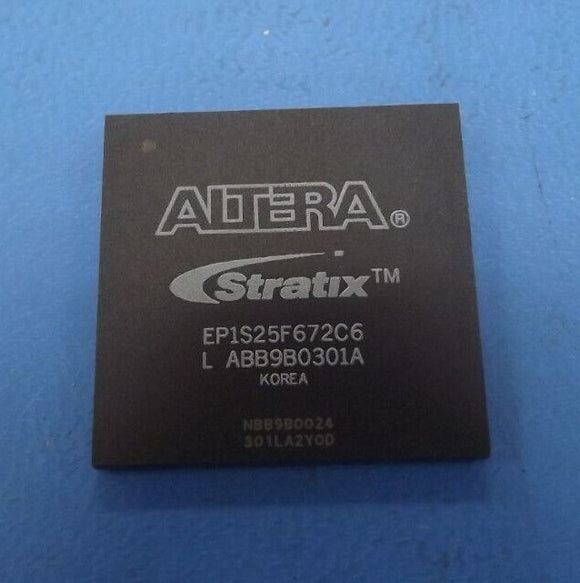 ALTERA®
Stratix™
EP1S25F672C6
L ABB9B0301A
KOREA
NBB9B0024
301LA2Y0D